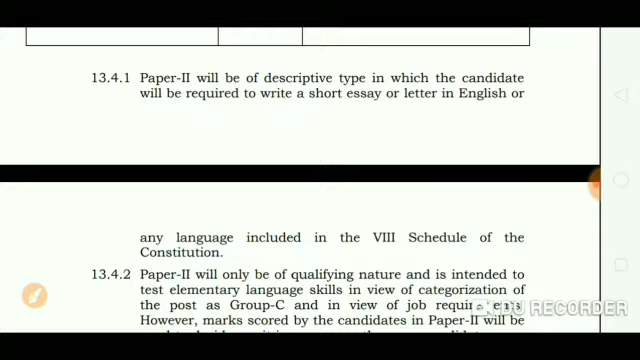 13.4.1 Paper-II will be of descriptive type in which the candidate
will be required to write a short essay or letter in English or
any language included in the VIII Schedule of the
Constitution.
13.4.2 Paper-II will only be of qualifying nature and is intended to
test elementary language skills in view of categorization of
of the post as Group-C and in view of job requirements.
However, marks scored by the candidates in Paper-II will be
DU RECORDER